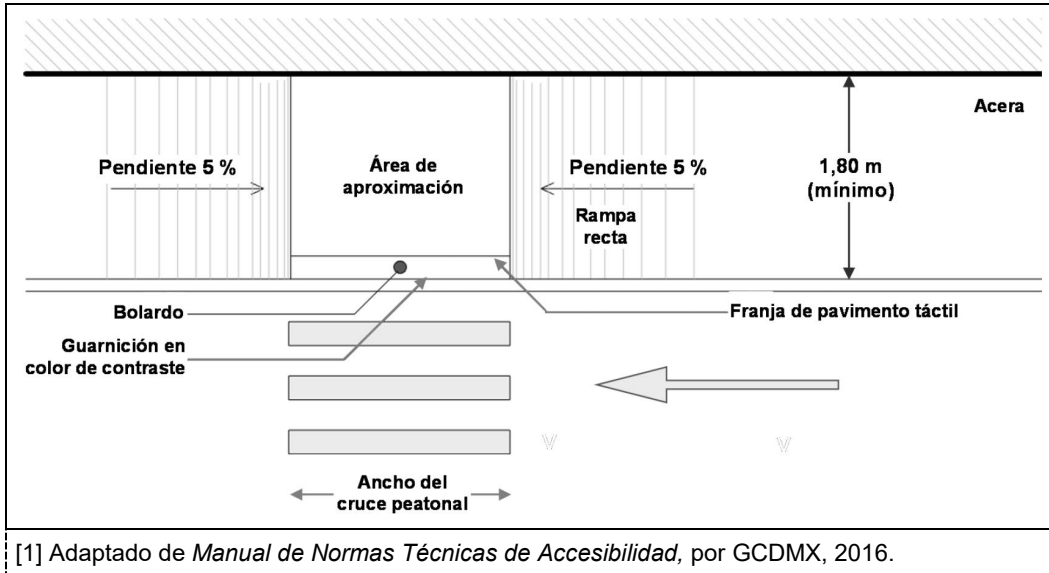 Acera
Pendiente 5 %
Área de
aproximación
Pendiente 5 %
1,80 m
(mínimo)
Rampa
recta
Bolardo
Franja de pavimento táctil
Guarnición en
color de contraste
Ancho del
cruce peatonal
[1] Adaptado de Manual de Normas Técnicas de Accesibilidad, por GCDMX, 2016.